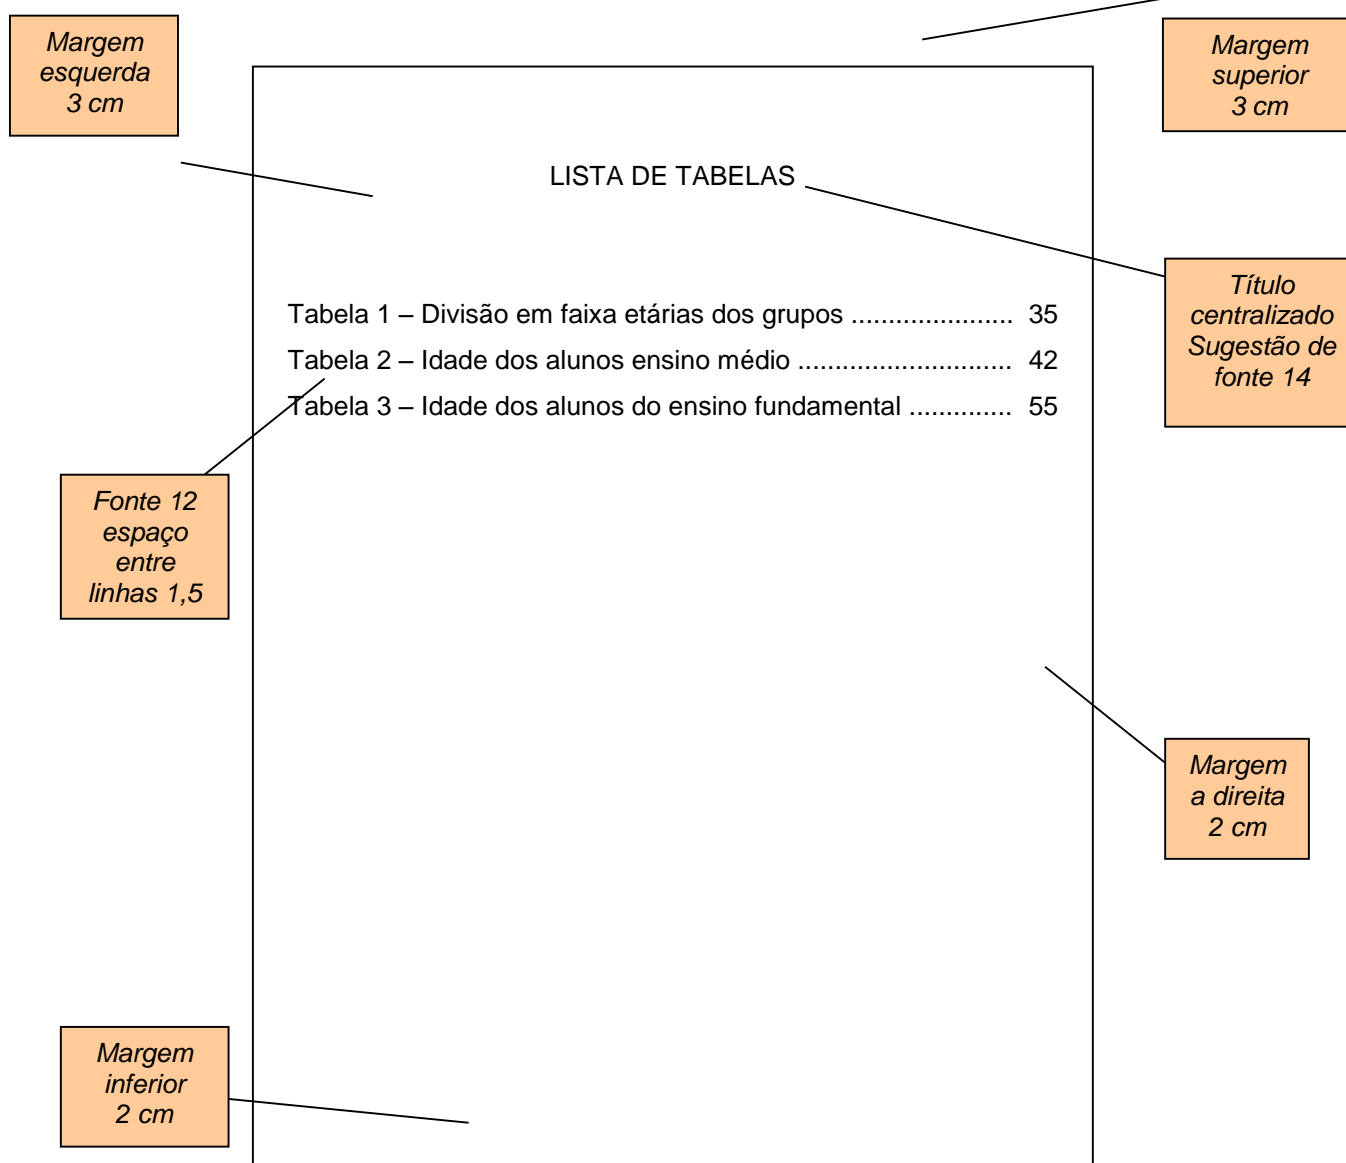 Margem
esquerda
3 cm
Margem
superior
3 cm
LISTA DE TABELAS
Título
centralizado
Sugestão de
fonte 14
Tabela 1 – Divisão em faixa etárias dos grupos ...................... 35
Tabela 2 – Idade dos alunos ensino médio ............................. 42
Tabela 3 – Idade dos alunos do ensino fundamental .............. 55
Fonte 12
espaço
entre
linhas 1,5
Margem
a direita
2 cm
Margem
inferior
2 cm